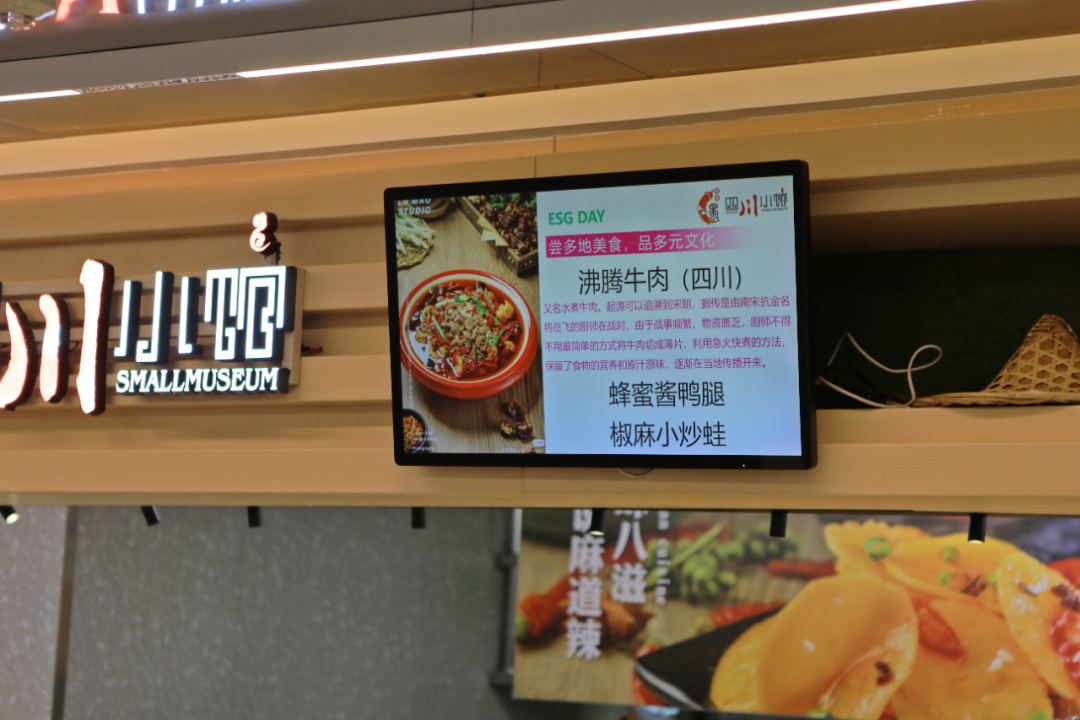 川小馆
SMALLMUSEUM
STUDIO
ESG DAY
川小馆
SMALLMUSEUM
尝多地美食，品多元文化
沸腾牛肉（四川）
又名水煮牛肉。起源可以追溯到宋朝，据传是由南宋抗金名
将岳飞的厨师在战时，由于战事频繁，物资匮乏，厨师不得
不用最简单的方式将牛肉切成薄片，利用急火快煮的方法，
保留了食物的营养和原汁原味，逐渐在当地传播开来。
蜂蜜酱鸭腿
椒麻小炒蛙
八滋
麻道辣